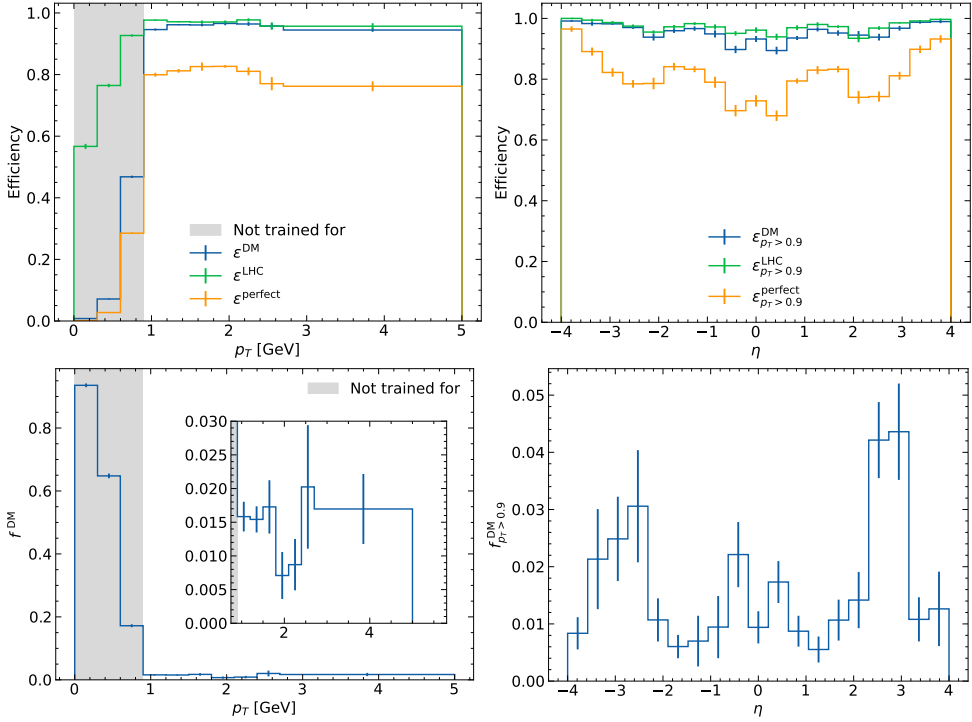 1.0
0.8
0.6
0.4
0.2
0.0
Efficiency
Not trained for
ε^DM
ε^LHC
ε^perfect
0 1 2 3 4 5
p_T [GeV]
1.0
0.8
0.6
0.4
0.2
0.0
Efficiency
ε^DM_{p_T > 0.9}
ε^LHC_{p_T > 0.9}
ε^perfect_{p_T > 0.9}
−4 −3 −2 −1 0 1 2 3 4
η
0.8
0.6
0.4
0.2
0.0
f^DM
Not trained for
0.030
0.025
0.020
0.015
0.010
0.005
0.000
2 4
0 1 2 3 4 5
p_T [GeV]
0.05
0.04
0.03
0.02
0.01
0.00
f^DM_{p_T > 0.9}
−4 −3 −2 −1 0 1 2 3 4
η